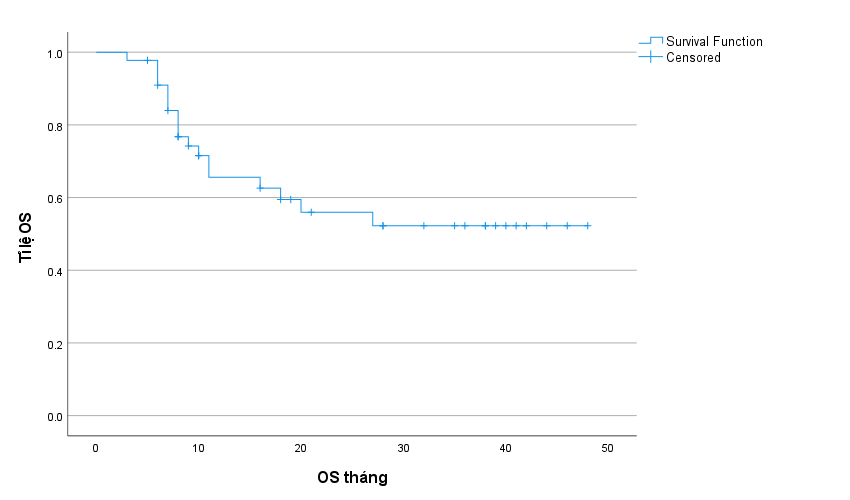 Survival Function
Censored
1.0
0.8
0.6
0.4
0.2
0.0
Tỉ lệ OS
0 10 20 30 40 50
OS tháng